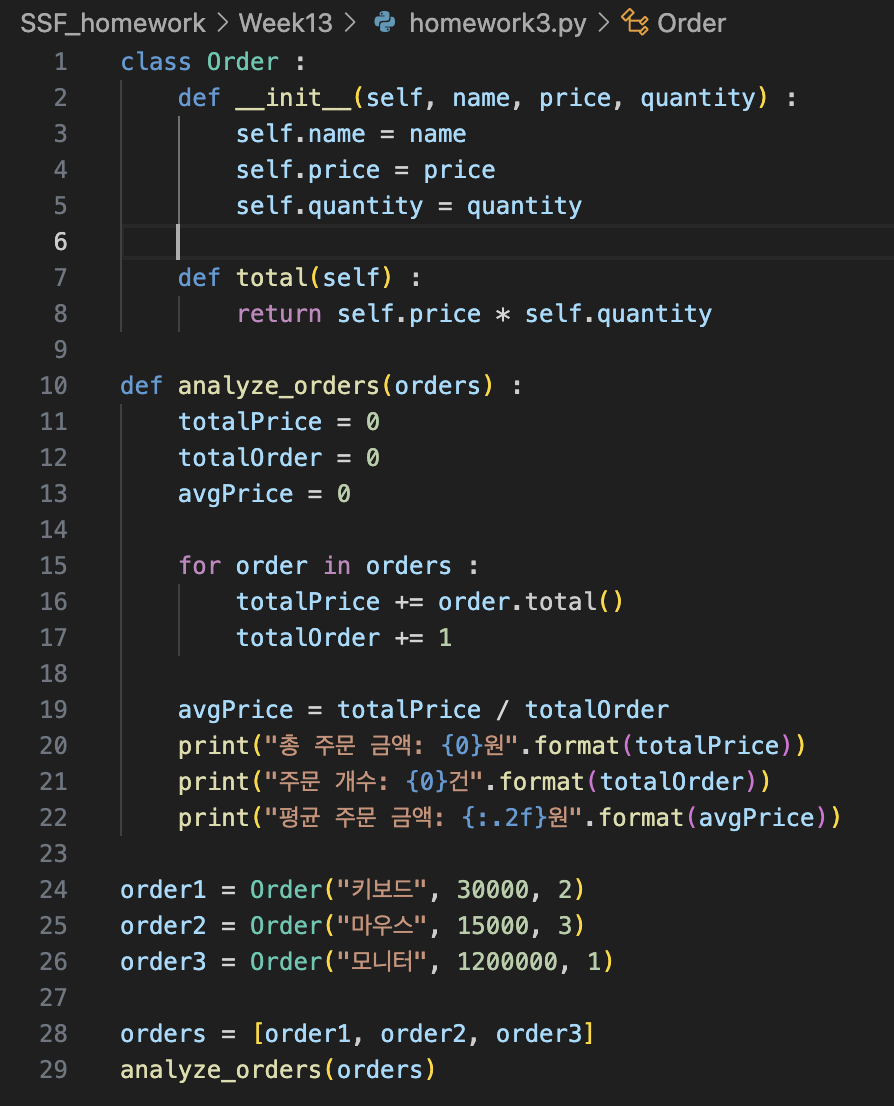 SSF_homework > Week13 > homework3.py > Order
1 class Order :
2     def __init__(self, name, price, quantity) :
3         self.name = name
4         self.price = price
5         self.quantity = quantity
6
7     def total(self) :
8         return self.price * self.quantity
9
10 def analyze_orders(orders) :
11     totalPrice = 0
12     totalOrder = 0
13     avgPrice = 0
14
15     for order in orders :
16         totalPrice += order.total()
17         totalOrder += 1
18
19     avgPrice = totalPrice / totalOrder
20     print("총 주문 금액: {0}원".format(totalPrice))
21     print("주문 개수: {0}건".format(totalOrder))
22     print("평균 주문 금액: {:.2f}원".format(avgPrice))
23
24 order1 = Order("키보드", 30000, 2)
25 order2 = Order("마우스", 15000, 3)
26 order3 = Order("모니터", 1200000, 1)
27
28 orders = [order1, order2, order3]
29 analyze_orders(orders)